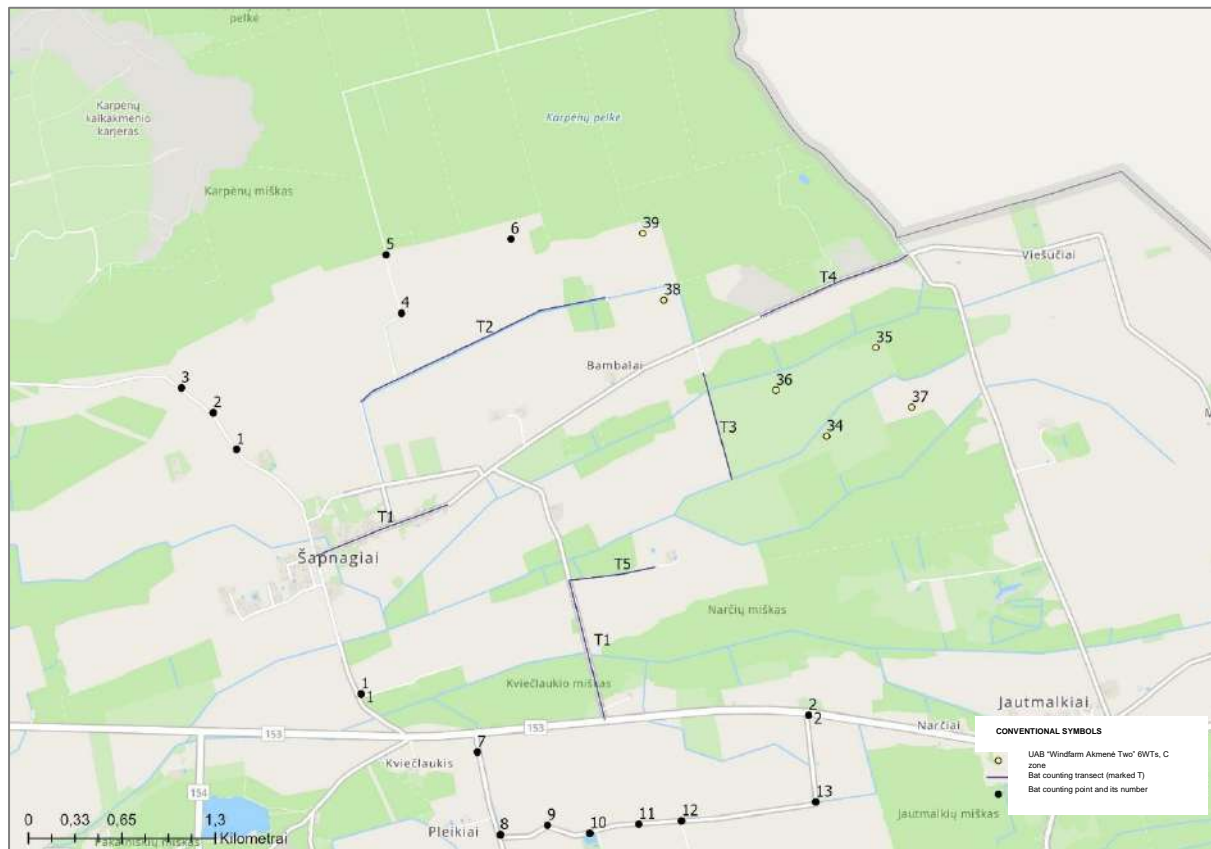 pelkė
Karpėnų
kalkakmenio
karjeras
Karpėnų pelkė
Karpėnų miškas
39
6
5
Viešučiai
T4
38
4
T2
35
Bambalai
3
36
37
2
T3
34
1
T1
Šapnagiai
T5
Narčių miškas
T1
Kviečlaukio miškas
1
1
Jautmalkiai
2
2
Narčiai
153
153
7
Kviečlaukis
154
13
Jautmalkių miškas
12
11
10
9
8
Pleikiai
CONVENTIONAL SYMBOLS
UAB "Windfarm Akmenė Two" 6WTs, C
zone
Bat counting transect (marked T)
Bat counting point and its number
0 0,33 0,65 1,3
Kilometrai
miškas